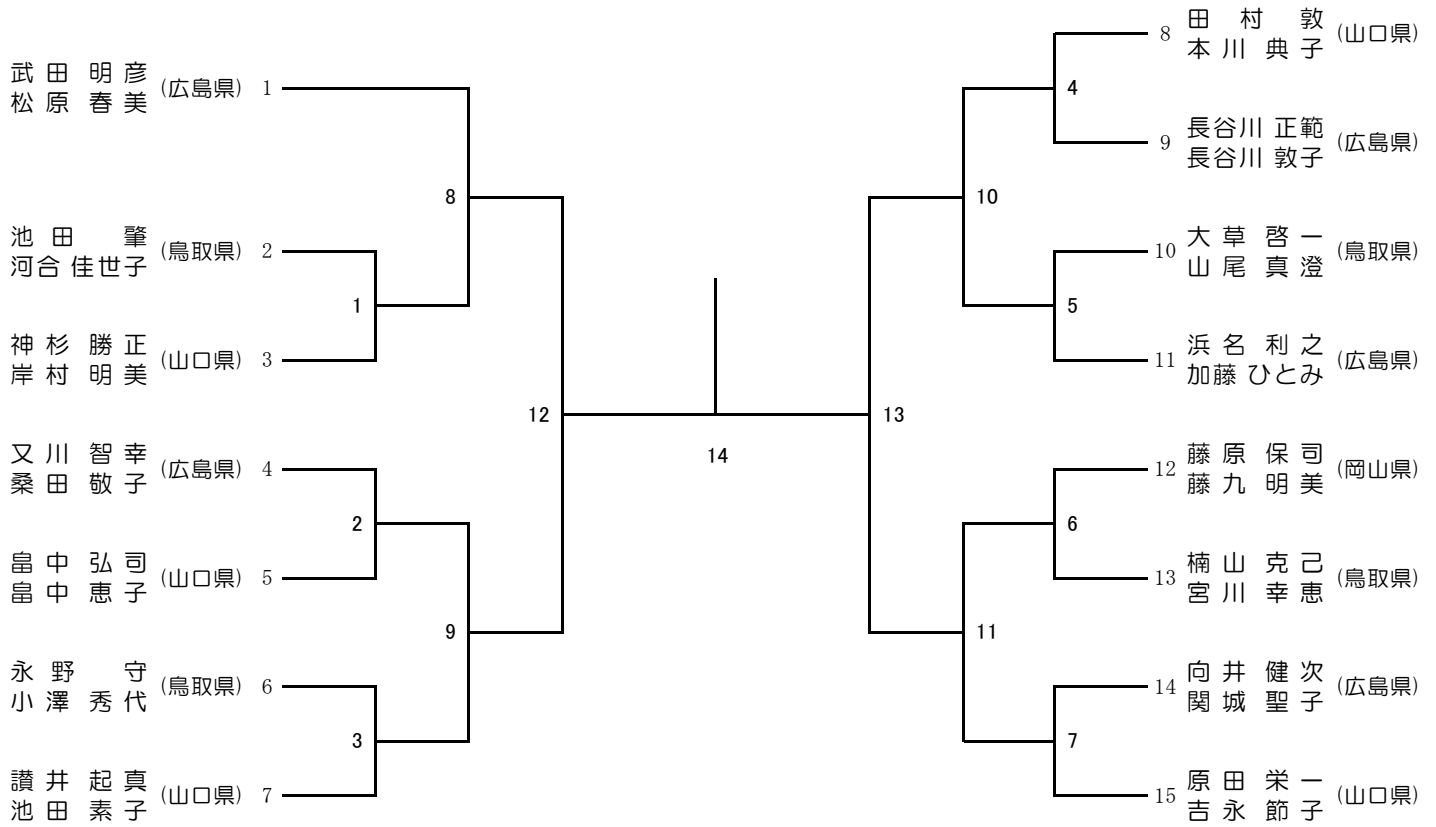 武田 明彦
松原 春美
(広島県) 1
池田 肇
河合 佳世子
(鳥取県) 2
神杉 勝正
岸村 明美
(山口県) 3
又川 智幸
桑田 敬子
(広島県) 4
畠中 弘司
畠中 恵子
(山口県) 5
永野 守
小澤 秀代
(鳥取県) 6
讃井 起真
池田 素子
(山口県) 7
8
1
2
9
3
12
14
13
10
4
5
11
6
7
8 田村 敦
本川 典子
(山口県)
9 長谷川 正範
長谷川 敦子
(広島県)
10 大草 啓一
山尾 真澄
(鳥取県)
11 浜名 利之
加藤 ひとみ
(広島県)
12 藤原 保司
藤九 明美
(岡山県)
13 楠山 克己
宮川 幸恵
(鳥取県)
14 向井 健次
関城 聖子
(広島県)
15 原田 栄一
吉永 節子
(山口県)